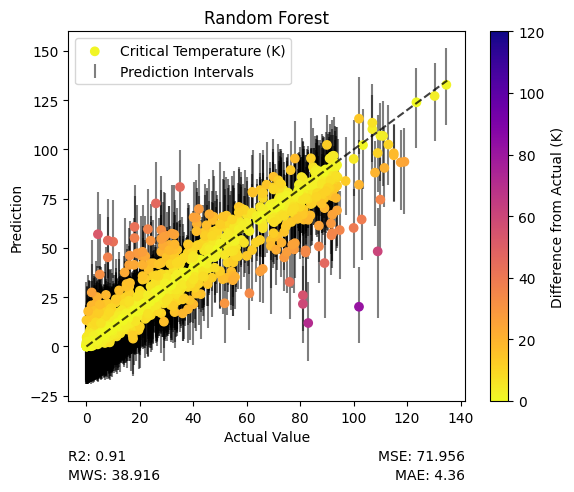 Random Forest
Critical Temperature (K)
Prediction Intervals
150
125
100
75
50
25
0
−25
Prediction
0 20 40 60 80 100 120 140
Actual Value
120
100
80
60
40
20
0
Difference from Actual (K)
R2: 0.91 MSE: 71.956
MWS: 38.916 MAE: 4.36